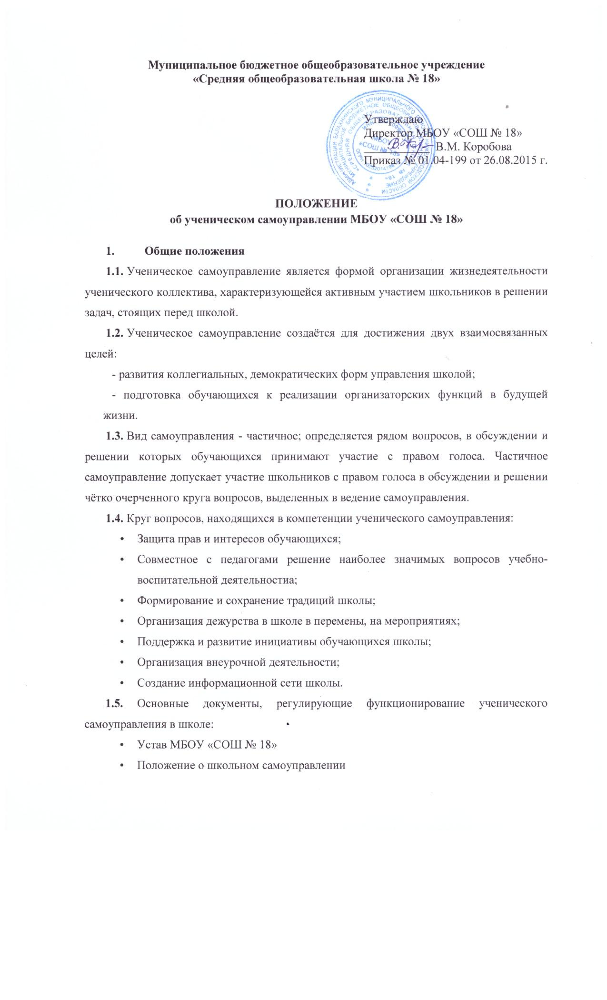 Муниципальное бюджетное общеобразовательное учреждение
«Средняя общеобразовательная школа № 18»
Утверждаю
Директор МБОУ «СОШ № 18»
В.М. Коробова
Приказ № 01.04-199 от 26.08.2015 г.
МБОУ
«СОШ № 18»
ПОЛОЖЕНИЕ
об ученическом самоуправлении МБОУ «СОШ № 18»
1. Общие положения
1.1. Ученическое самоуправление является формой организации жизнедеятельности
ученического коллектива, характеризующейся активным участием школьников в решении
задач, стоящих перед школой.
1.2. Ученическое самоуправление создаётся для достижения двух взаимосвязанных
целей:
- развития коллегиальных, демократических форм управления школой;
- подготовка обучающихся к реализации организаторских функций в будущей
жизни.
1.3. Вид самоуправления - частичное; определяется рядом вопросов, в обсуждении и
решении которых обучающихся принимают участие с правом голоса. Частичное
самоуправление допускает участие школьников с правом голоса в обсуждении и решении
чётко очерченного круга вопросов, выделенных в ведение самоуправления.
1.4. Круг вопросов, находящихся в компетенции ученического самоуправления:
• Защита прав и интересов обучающихся;
• Совместное с педагогами решение наиболее значимых вопросов учебно-
воспитательной деятельностиа;
• Формирование и сохранение традиций школы;
• Организация дежурства в школе в перемены, на мероприятиях;
• Поддержка и развитие инициативы обучающихся школы;
• Организация внеурочной деятельности;
• Создание информационной сети школы.
1.5. Основные документы, регулирующие функционирование ученического
самоуправления в школе:
• Устав МБОУ «СОШ № 18»
• Положение о школьном самоуправлении